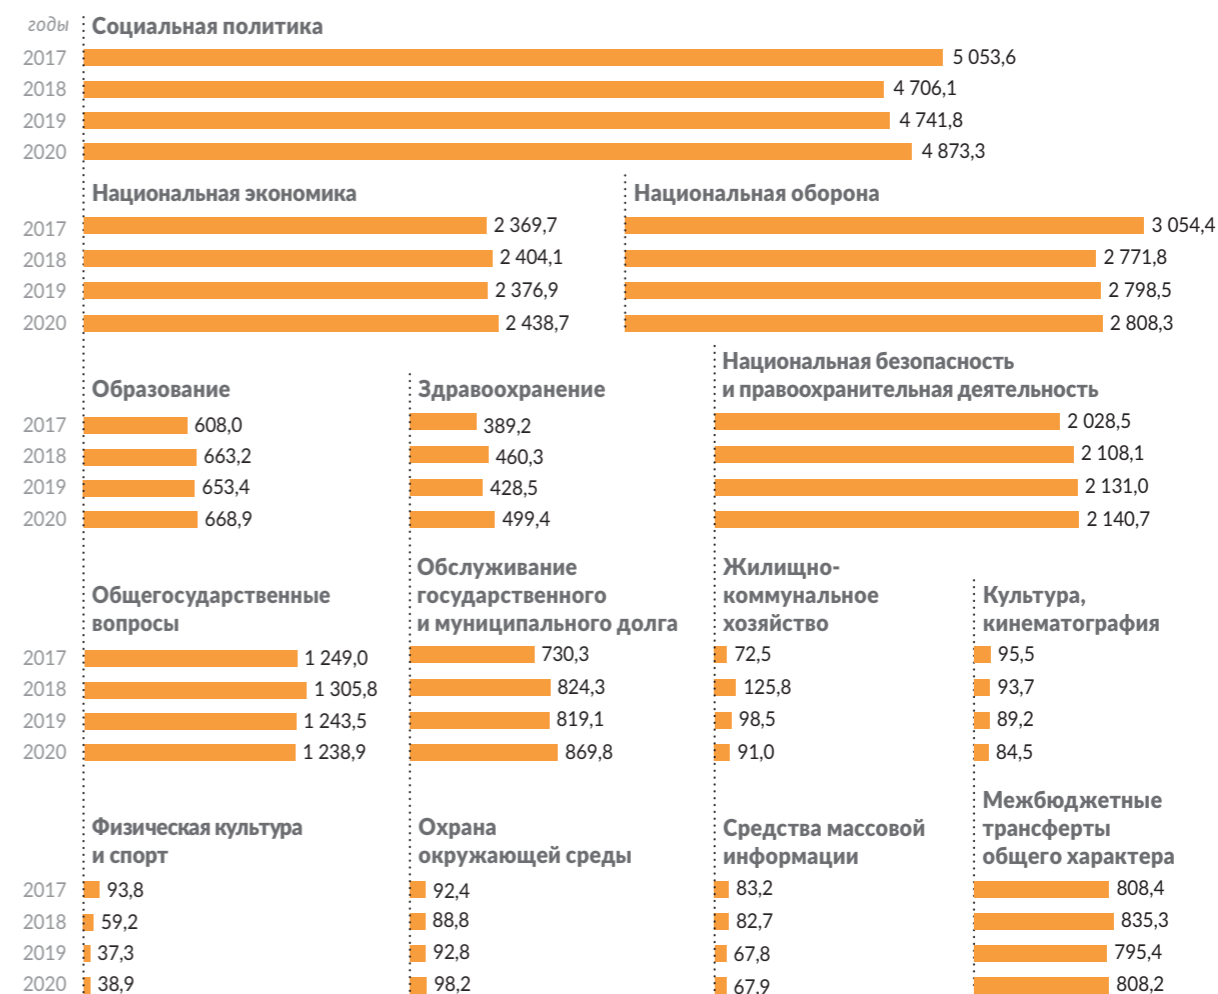 годы Социальная политика
2017 5 053,6
2018 4 706,1
2019 4 741,8
2020 4 873,3
Национальная экономика
2017 2 369,7
2018 2 404,1
2019 2 376,9
2020 2 438,7
Национальная оборона
3 054,4
2 771,8
2 798,5
2 808,3
Образование
2017 608,0
2018 663,2
2019 653,4
2020 668,9
Здравоохранение
389,2
460,3
428,5
499,4
Национальная безопасность
и правоохранительная деятельность
2 028,5
2 108,1
2 131,0
2 140,7
Общегосударственные
вопросы
2017 1 249,0
2018 1 305,8
2019 1 243,5
2020 1 238,9
Обслуживание
государственного
и муниципального долга
730,3
824,3
819,1
869,8
Жилищно-
коммунальное
хозяйство
72,5
125,8
98,5
91,0
Культура,
кинематография
95,5
93,7
89,2
84,5
Физическая культура
и спорт
2017 93,8
2018 59,2
2019 37,3
2020 38,9
Охрана
окружающей среды
92,4
88,8
92,8
98,2
Средства массовой
информации
83,2
82,7
67,8
67,9
Межбюджетные
трансферты
общего характера
808,4
835,3
795,4
808,2